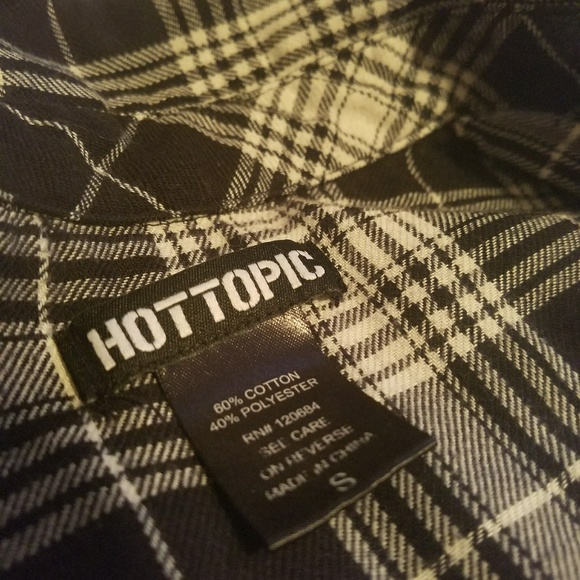 HOTTOPIC
60% COTTON
40% POLYESTER
RN# 120684
SEE CARE
ON REVERSE
MADE IN CHINA
S